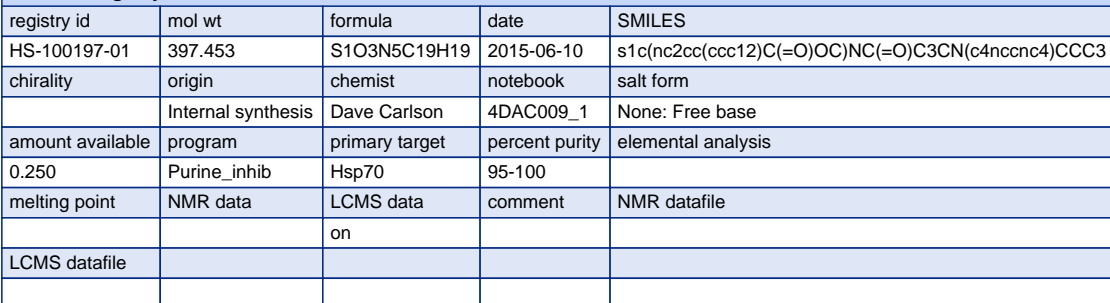 registry id mol wt formula date SMILES
HS-100197-01 397.453 S1O3N5C19H19 2015-06-10 s1c(nc2cc(ccc12)C(=O)OC)NC(=O)C3CN(c4nccnc4)CCC3
chirality origin chemist notebook salt form
Internal synthesis Dave Carlson 4DAC009_1 None: Free base
amount available program primary target percent purity elemental analysis
0.250 Purine_inhib Hsp70 95-100
melting point NMR data LCMS data comment NMR datafile
on
LCMS datafile